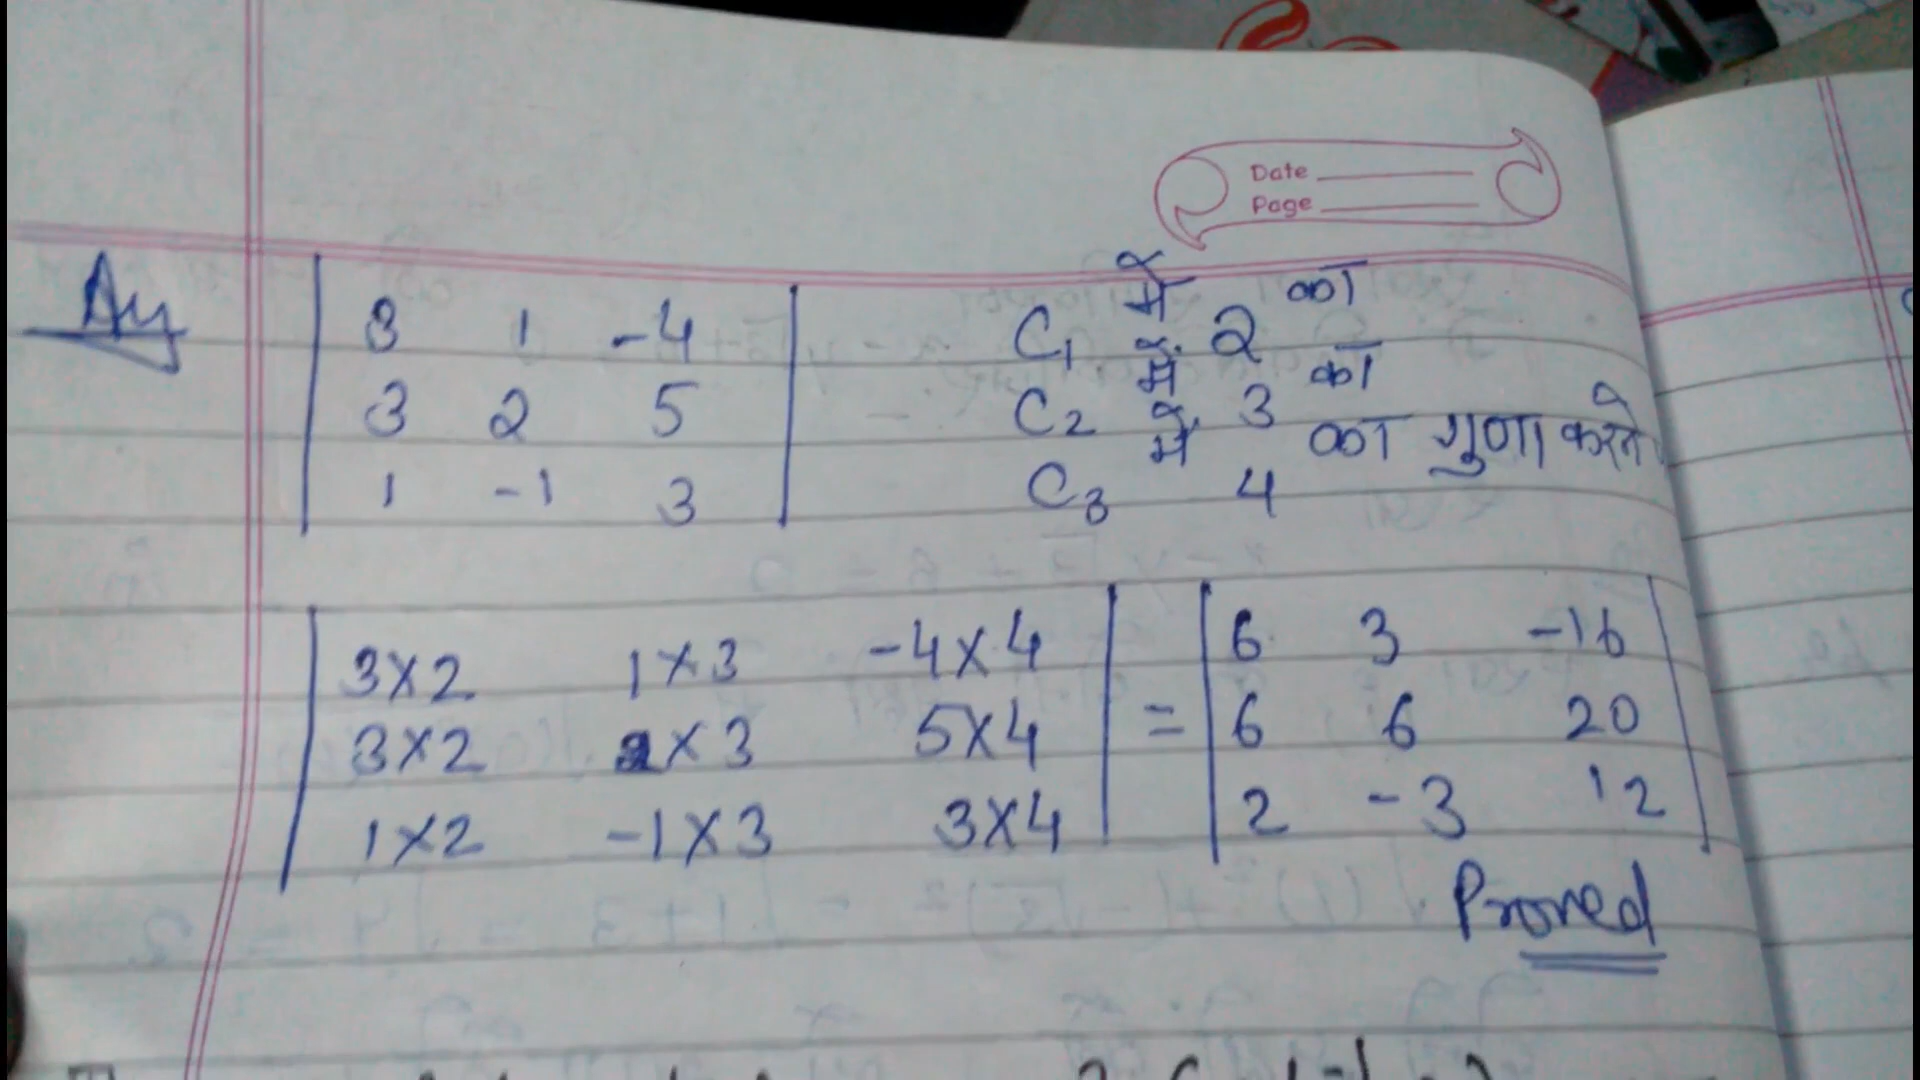 Date
Page
Ay
3 1 -4 C1 में 2 का
3 2 5 C2 में 3 का
1 -1 3 C3 में 4 का गुणा करने
3×2 1×3 -4×4 6 3 -16
3×2 2×3 5×4 = 6 6 20
1×2 -1×3 3×4 2 -3 12
Proved